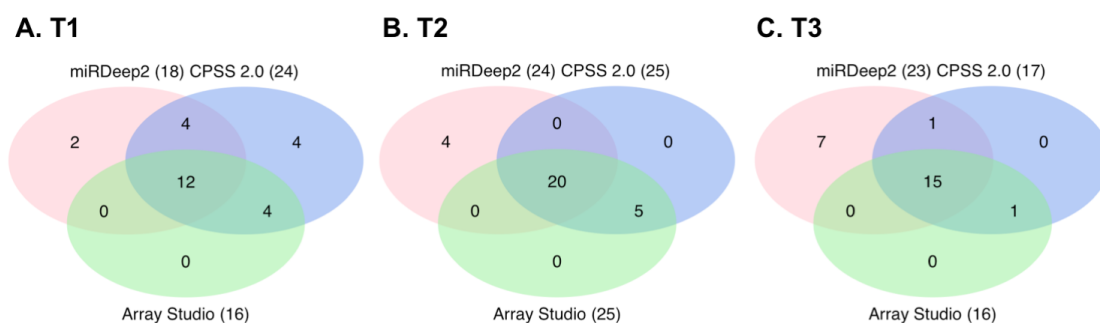 A. T1
miRDeep2 (18) CPSS 2.0 (24)
4
2
4
12
0
4
0
Array Studio (16)
B. T2
miRDeep2 (24) CPSS 2.0 (25)
0
4
0
20
0
5
0
Array Studio (25)
C. T3
miRDeep2 (23) CPSS 2.0 (17)
1
7
0
15
0
1
0
Array Studio (16)